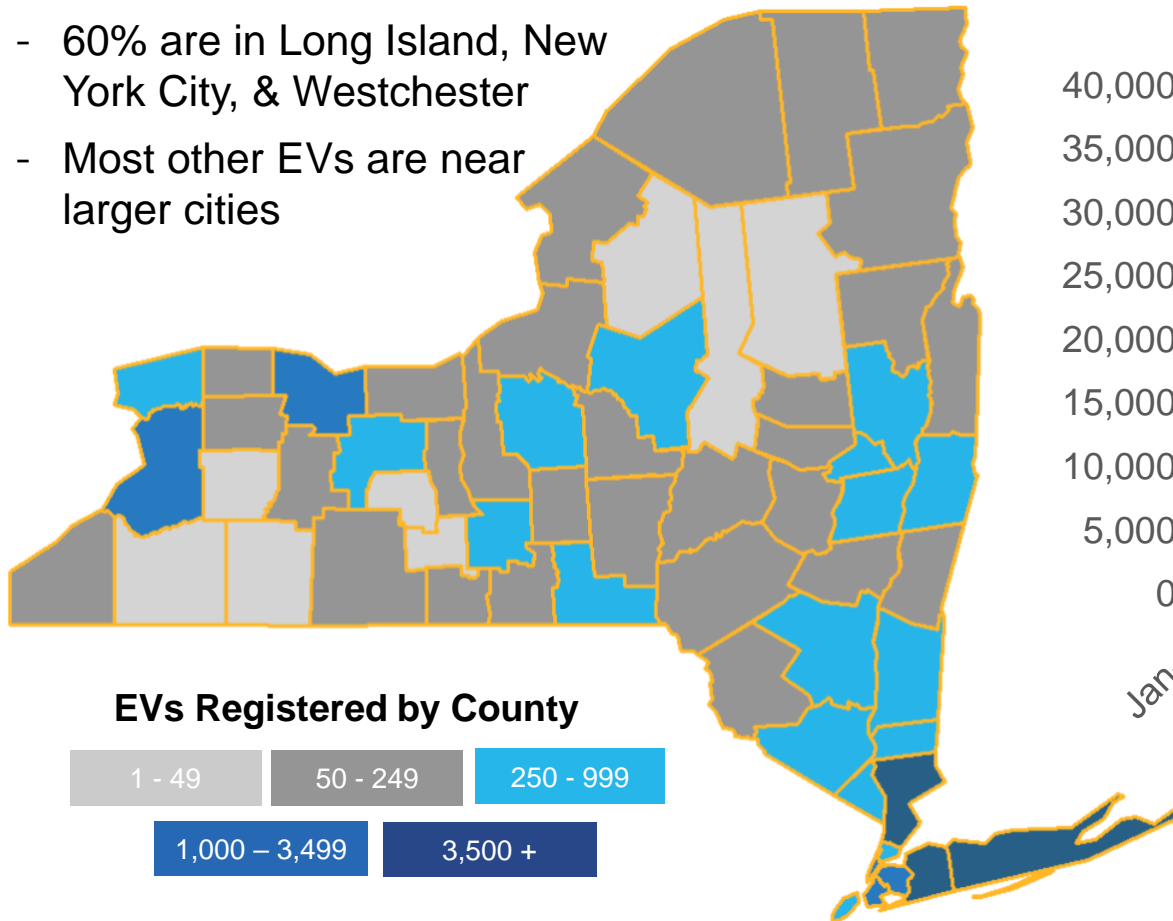 - 60% are in Long Island, New
York City, & Westchester
- Most other EVs are near
larger cities
40,000
35,000
30,000
25,000
20,000
15,000
10,000
5,000
0
Jan
EVs Registered by County
1 - 49
50 - 249
250 - 999
1,000 – 3,499
3,500 +